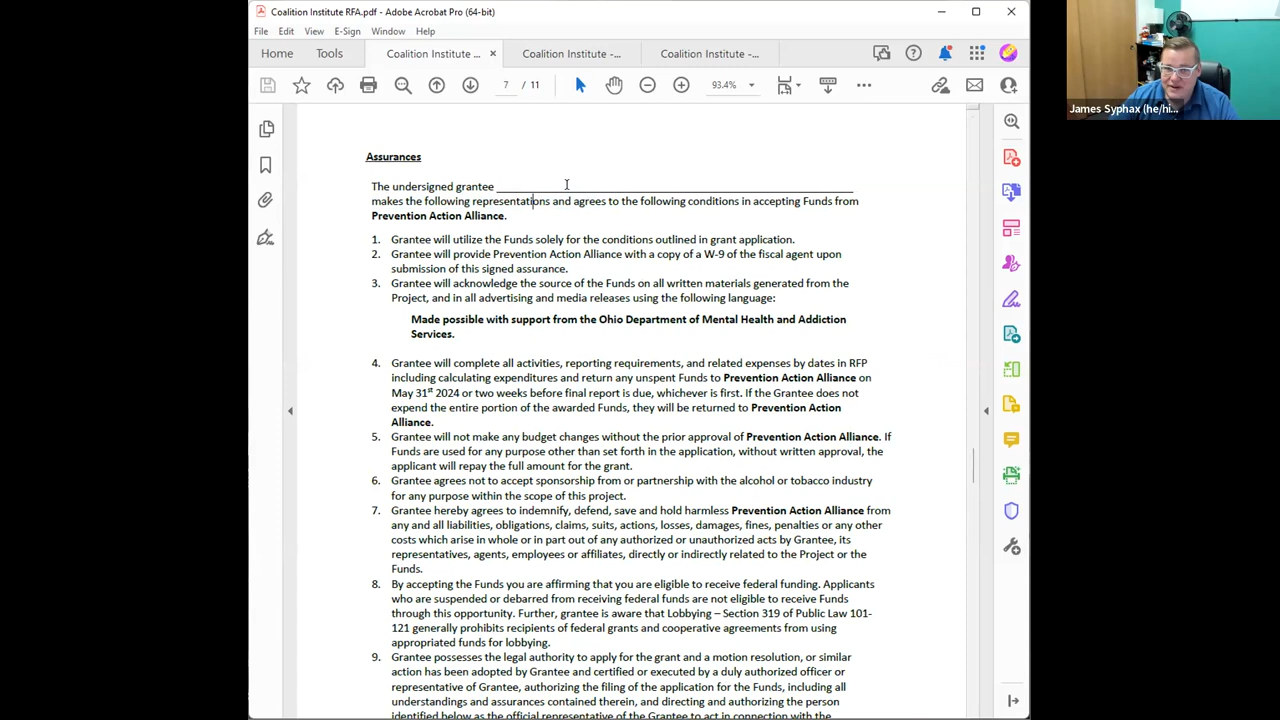 Coalition Institute RFA.pdf - Adobe Acrobat Pro (64-bit)
File Edit View E-Sign Window Help
Home Tools Coalition Institute ... Coalition Institute -... Coalition Institute -...
7 / 11 93.4%
James Syphax (he/hi...
Assurances
The undersigned grantee
makes the following representations and agrees to the following conditions in accepting Funds from
Prevention Action Alliance.
1. Grantee will utilize the Funds solely for the conditions outlined in grant application.
2. Grantee will provide Prevention Action Alliance with a copy of a W-9 of the fiscal agent upon
submission of this signed assurance.
3. Grantee will acknowledge the source of the Funds on all written materials generated from the
Project, and in all advertising and media releases using the following language:
Made possible with support from the Ohio Department of Mental Health and Addiction
Services.
4. Grantee will complete all activities, reporting requirements, and related expenses by dates in RFP
including calculating expenditures and return any unspent Funds to Prevention Action Alliance on
May 31st 2024 or two weeks before final report is due, whichever is first. If the Grantee does not
expend the entire portion of the awarded Funds, they will be returned to Prevention Action
Alliance.
5. Grantee will not make any budget changes without the prior approval of Prevention Action Alliance. If
Funds are used for any purpose other than set forth in the application, without written approval, the
applicant will repay the full amount for the grant.
6. Grantee agrees not to accept sponsorship from or partnership with the alcohol or tobacco industry
for any purpose within the scope of this project.
7. Grantee hereby agrees to indemnify, defend, save and hold harmless Prevention Action Alliance from
any and all liabilities, obligations, claims, suits, actions, losses, damages, fines, penalties or any other
costs which arise in whole or in part out of any authorized or unauthorized acts by Grantee, its
representatives, agents, employees or affiliates, directly or indirectly related to the Project or the
Funds.
8. By accepting the Funds you are affirming that you are eligible to receive federal funding. Applicants
who are suspended or debarred from receiving federal funds are not eligible to receive Funds
through this opportunity. Further, grantee is aware that Lobbying – Section 319 of Public Law 101-
121 generally prohibits recipients of federal grants and cooperative agreements from using
appropriated funds for lobbying.
9. Grantee possesses the legal authority to apply for the grant and a motion resolution, or similar
action has been adopted by Grantee and certified or executed by a duly authorized officer or
representative of Grantee, authorizing the filing of the application for the Funds, including all
understandings and assurances contained therein, and directing and authorizing the person
identified below as the official representative of the Grantee to act in connection with the